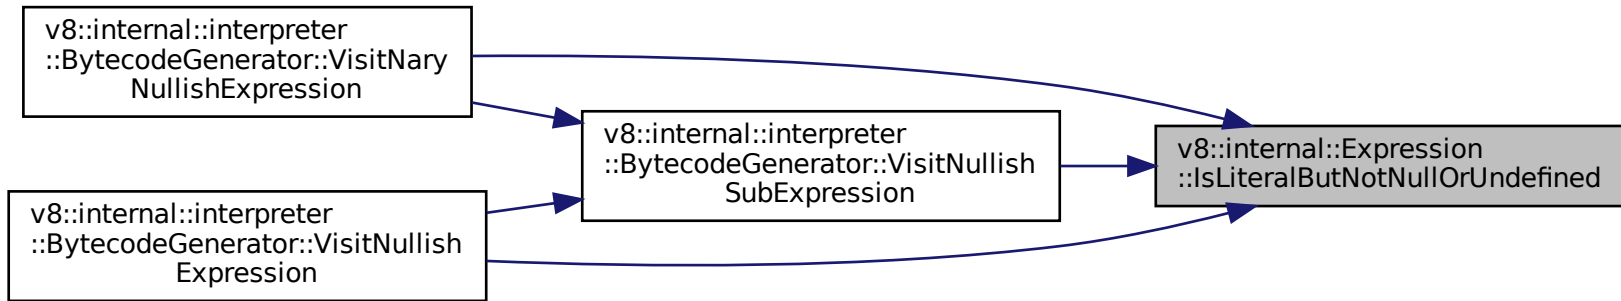 v8::internal::interpreter
::BytecodeGenerator::VisitNary
NullishExpression
v8::internal::interpreter
::BytecodeGenerator::VisitNullish
SubExpression
v8::internal::Expression
::IsLiteralButNotNullOrUndefined
v8::internal::interpreter
::BytecodeGenerator::VisitNullish
Expression